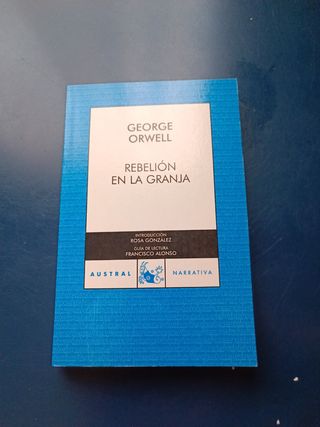 GEORGE
ORWELL
REBELIÓN
EN LA GRANJA
INTRODUCCIÓN
ROSA GONZÁLEZ
GUÍA DE LECTURA
FRANCISCO ALONSO
AUSTRAL NARRATIVA